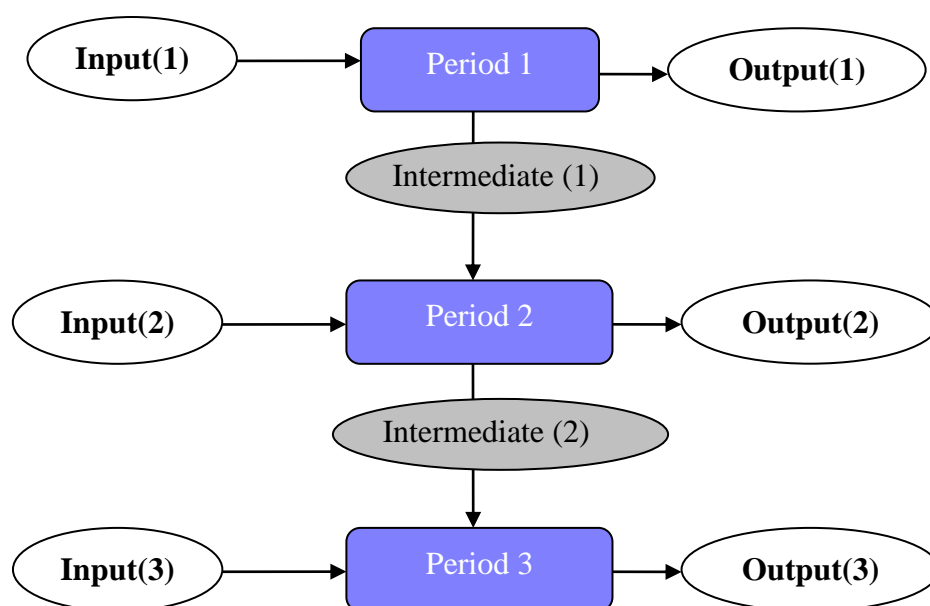 Input(1)
Period 1
Output(1)
Intermediate (1)
Input(2)
Period 2
Output(2)
Intermediate (2)
Input(3)
Period 3
Output(3)